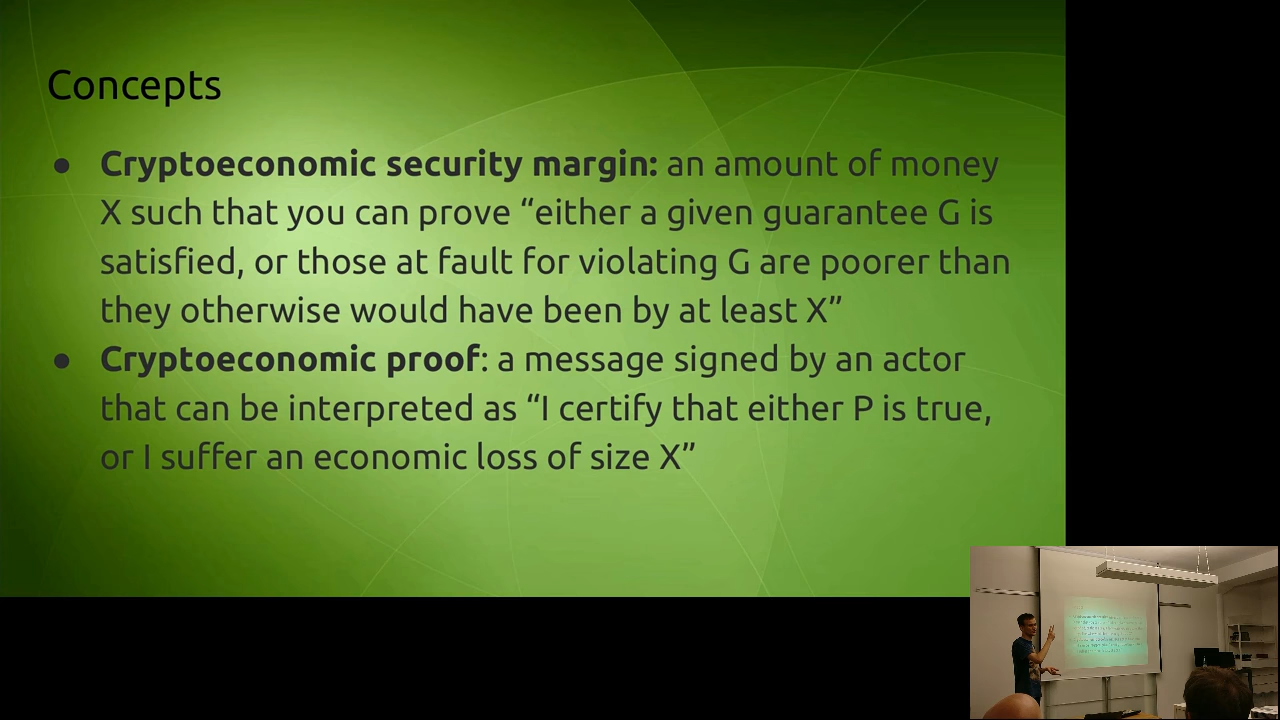 Concepts
● Cryptoeconomic security margin: an amount of money
X such that you can prove “either a given guarantee G is
satisfied, or those at fault for violating G are poorer than
they otherwise would have been by at least X”
● Cryptoeconomic proof: a message signed by an actor
that can be interpreted as “I certify that either P is true,
or I suffer an economic loss of size X”